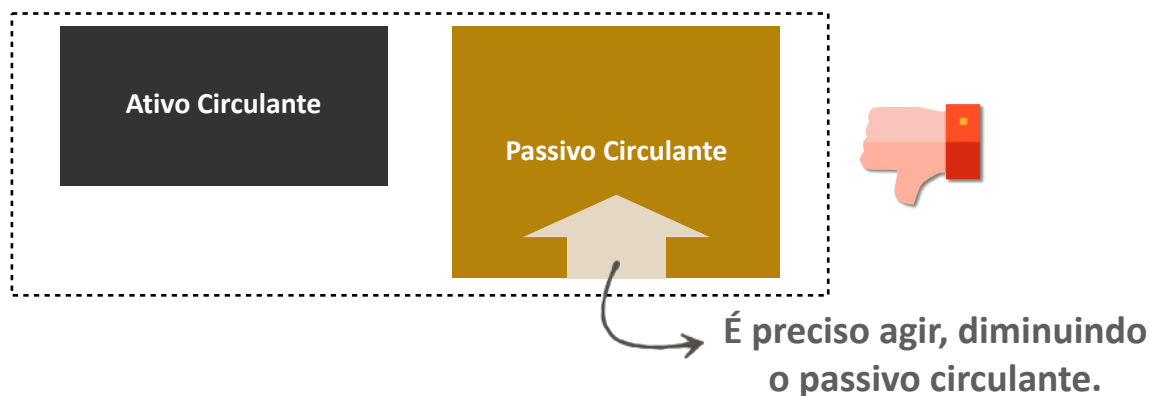 Ativo Circulante
Passivo Circulante
É preciso agir, diminuindo
o passivo circulante.